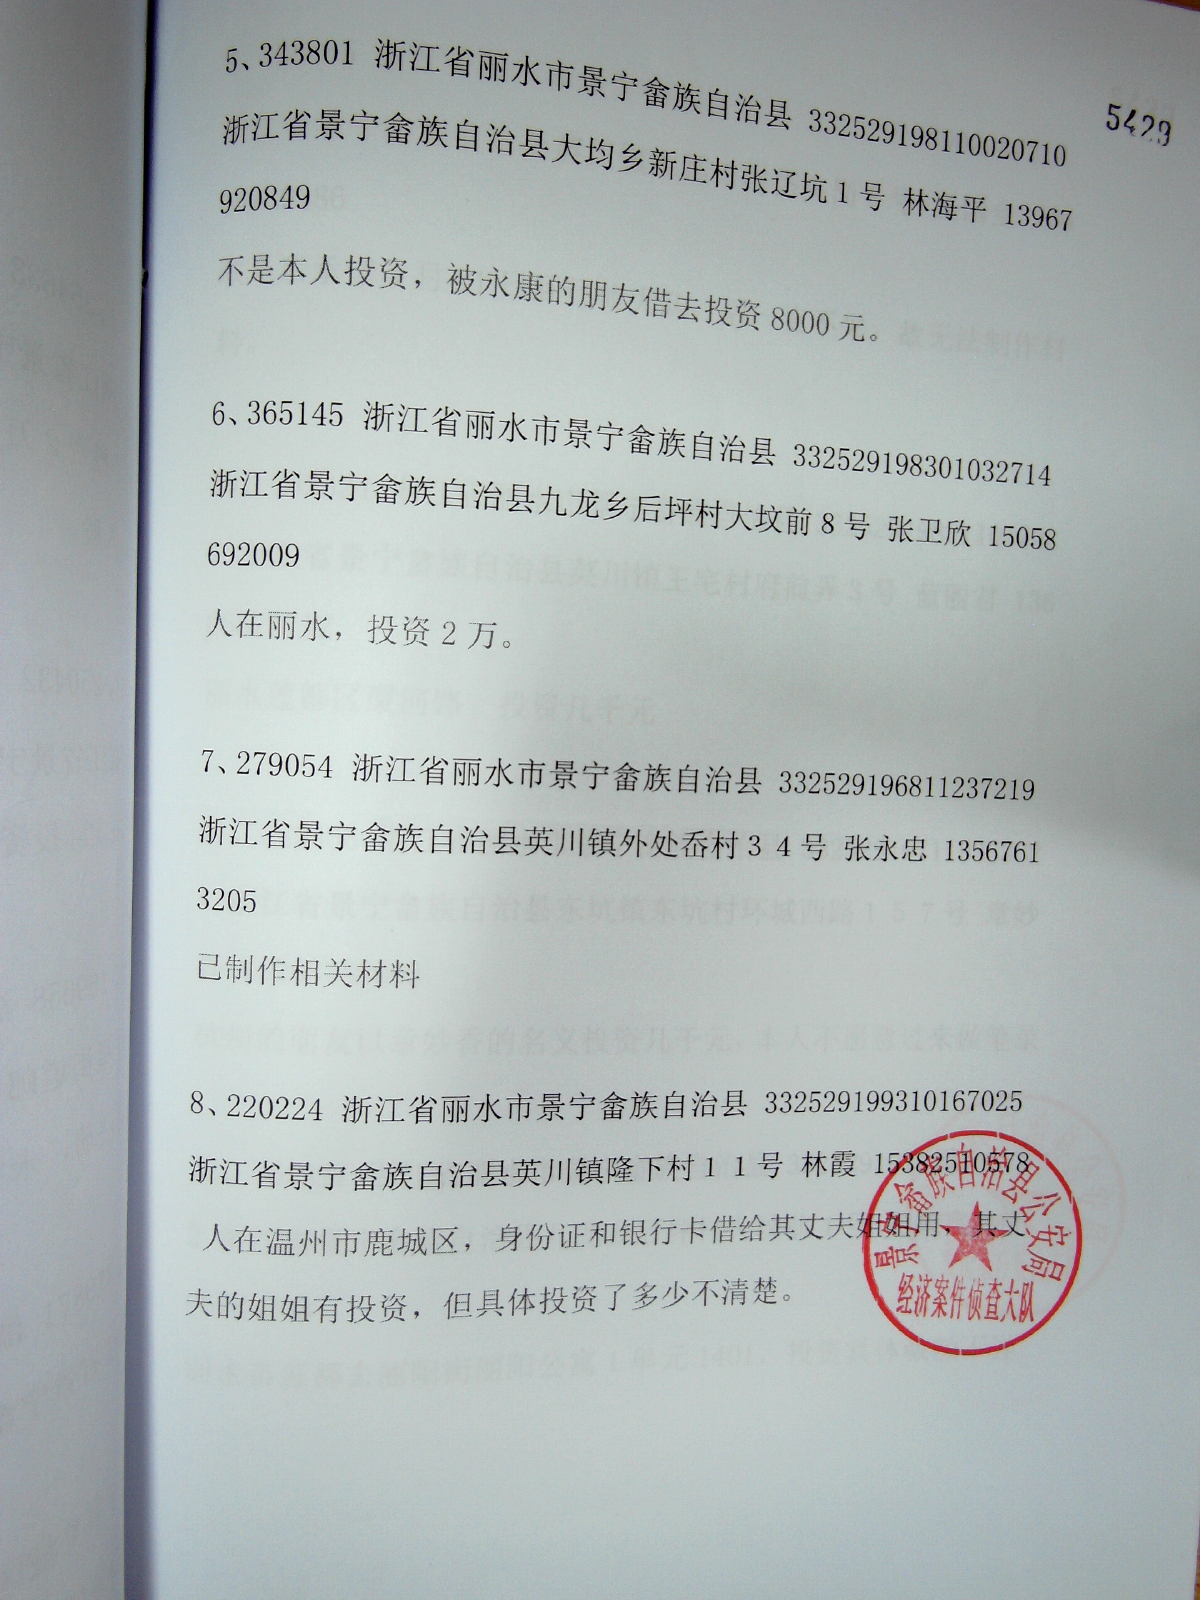 5429
5、343801 浙江省丽水市景宁畲族自治县 332529198110020710
浙江省景宁畲族自治县大均乡新庄村张辽坑1号 林海平 13967
920849
不是本人投资，被永康的朋友借去投资8000元。
6、365145 浙江省丽水市景宁畲族自治县 332529198301032714
浙江省景宁畲族自治县九龙乡后坪村大坟前8号 张卫欣 15058
692009
人在丽水，投资2万。
7、279054 浙江省丽水市景宁畲族自治县 332529196811237219
浙江省景宁畲族自治县英川镇外处岙村34号 张永忠 1356761
3205
已制作相关材料
8、220224 浙江省丽水市景宁畲族自治县 332529199310167025
浙江省景宁畲族自治县英川镇隆下村11号 林霞 15382510578
人在温州市鹿城区，身份证和银行卡借给其丈夫姐姐用，其丈
夫的姐姐有投资，但具体投资了多少不清楚。
景宁畲族自治县公安局
经济案件侦查大队